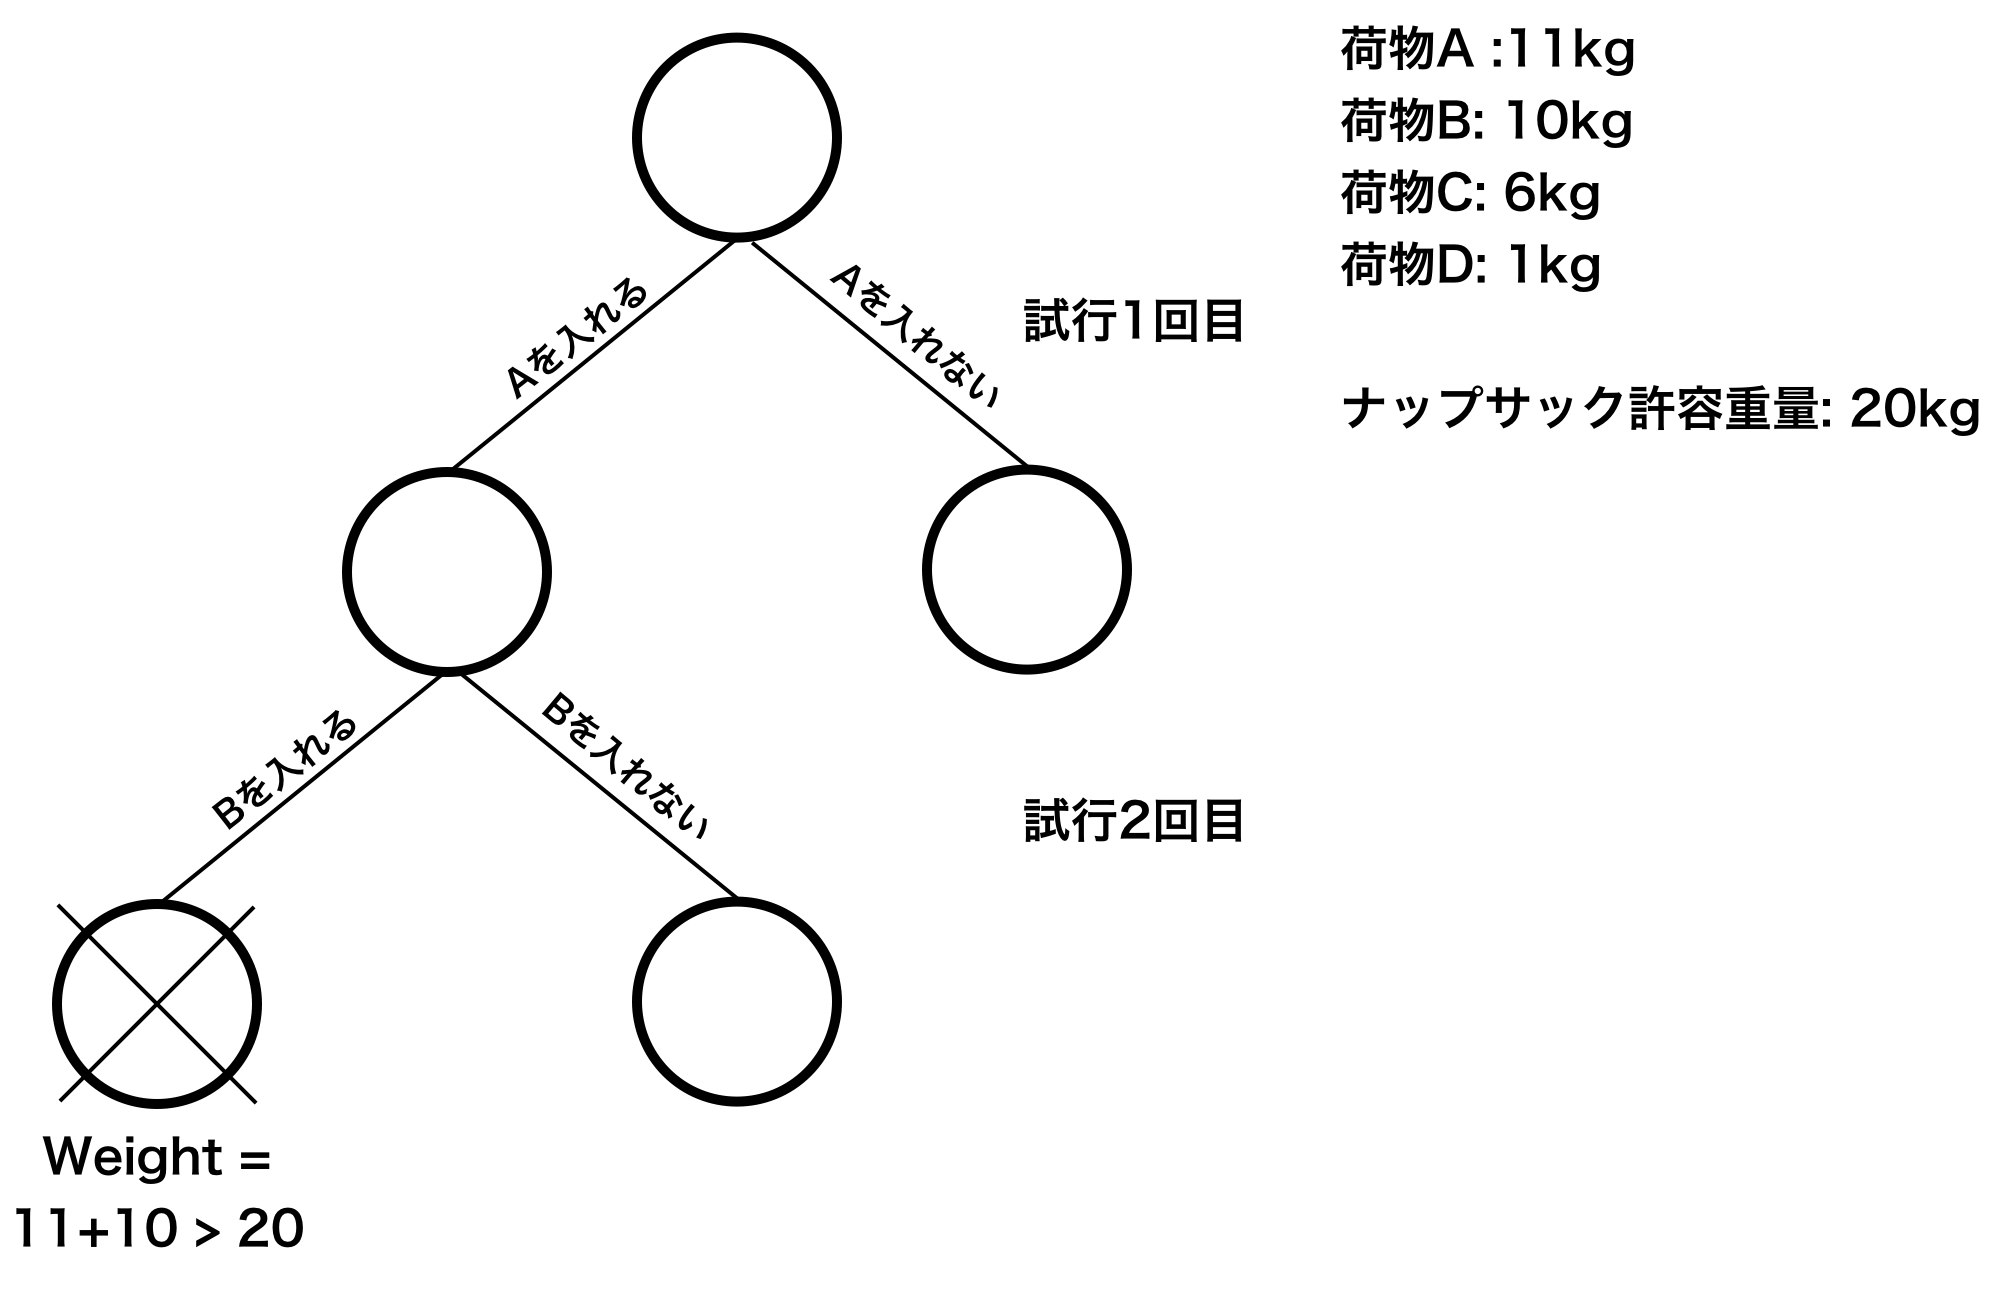 荷物A :11kg
荷物B: 10kg
荷物C: 6kg
荷物D: 1kg
ナップサック許容重量: 20kg
Aを入れる
Aを入れない
試行1回目
Bを入れる
Bを入れない
試行2回目
Weight =
11+10 > 20